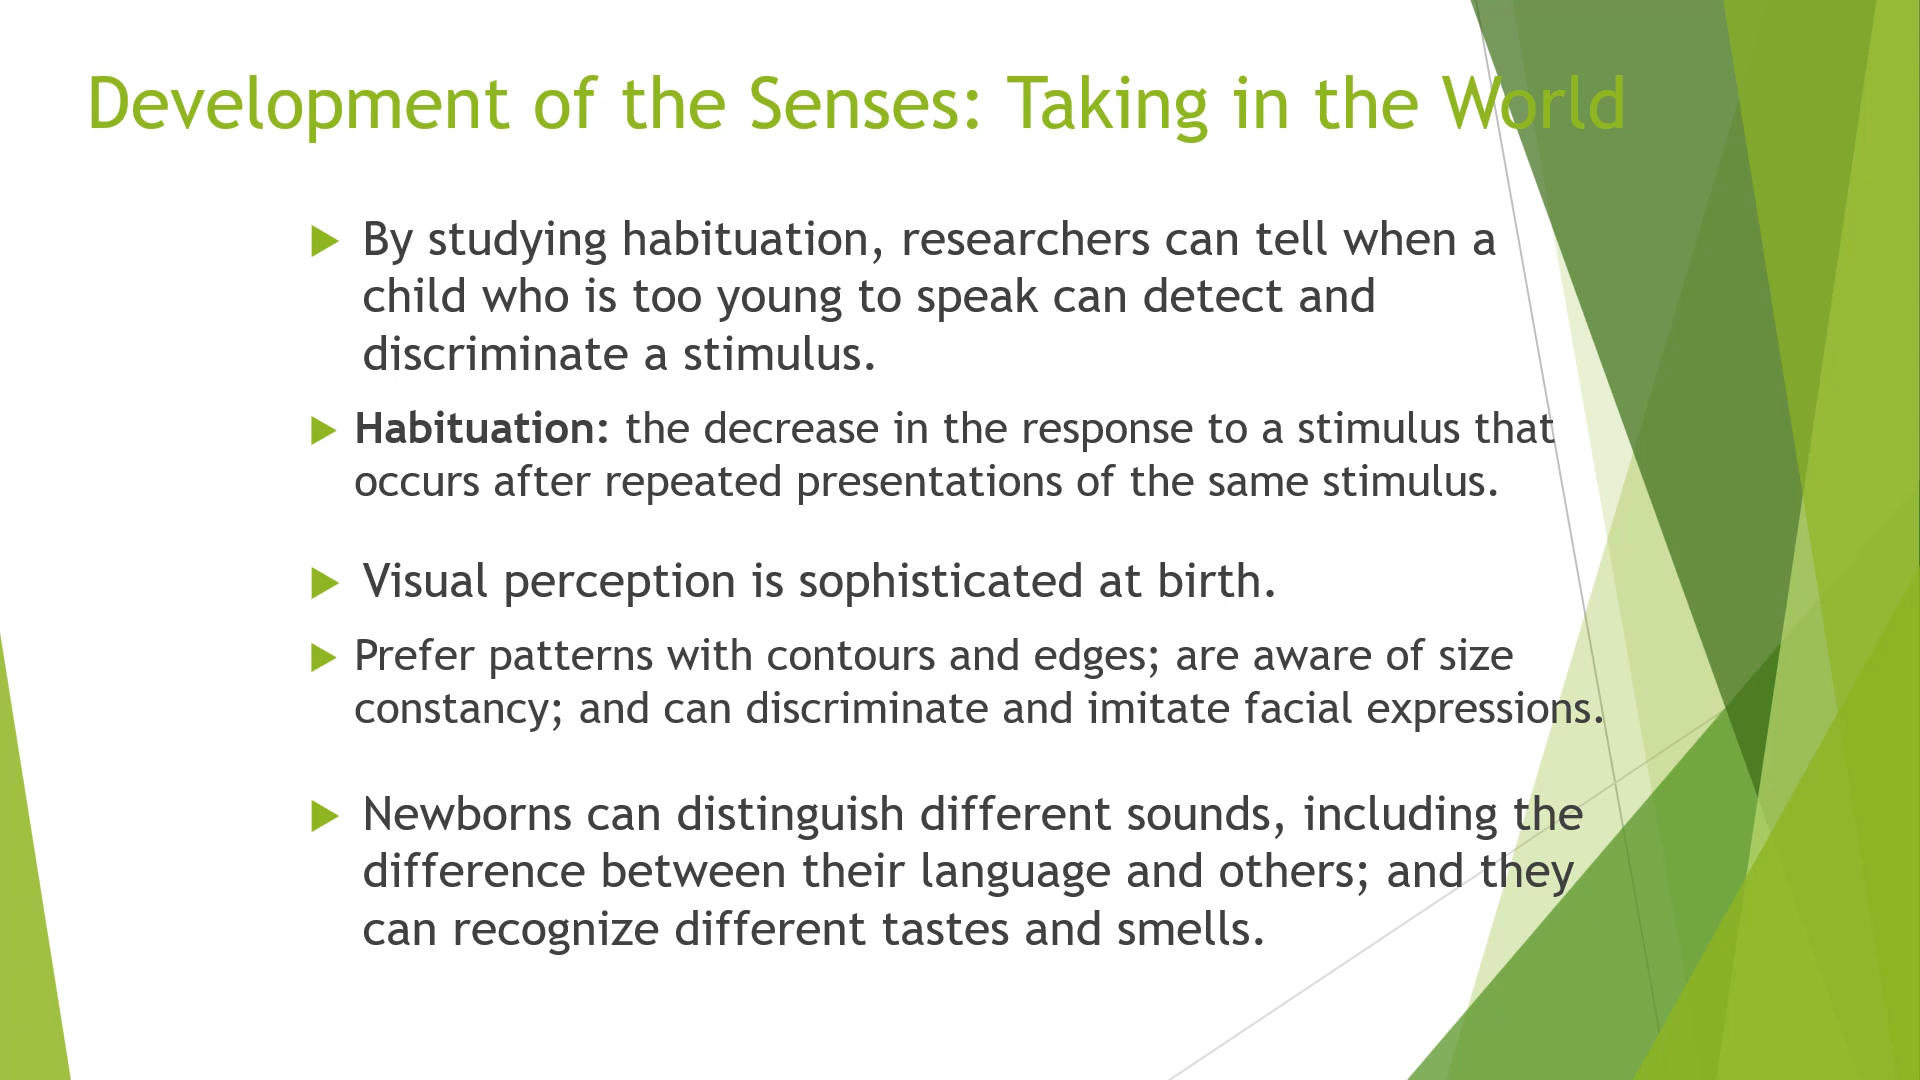 Development of the Senses: Taking in the World
By studying habituation, researchers can tell when a
child who is too young to speak can detect and
discriminate a stimulus.
Habituation: the decrease in the response to a stimulus that
occurs after repeated presentations of the same stimulus.
Visual perception is sophisticated at birth.
Prefer patterns with contours and edges; are aware of size
constancy; and can discriminate and imitate facial expressions.
Newborns can distinguish different sounds, including the
difference between their language and others; and they
can recognize different tastes and smells.